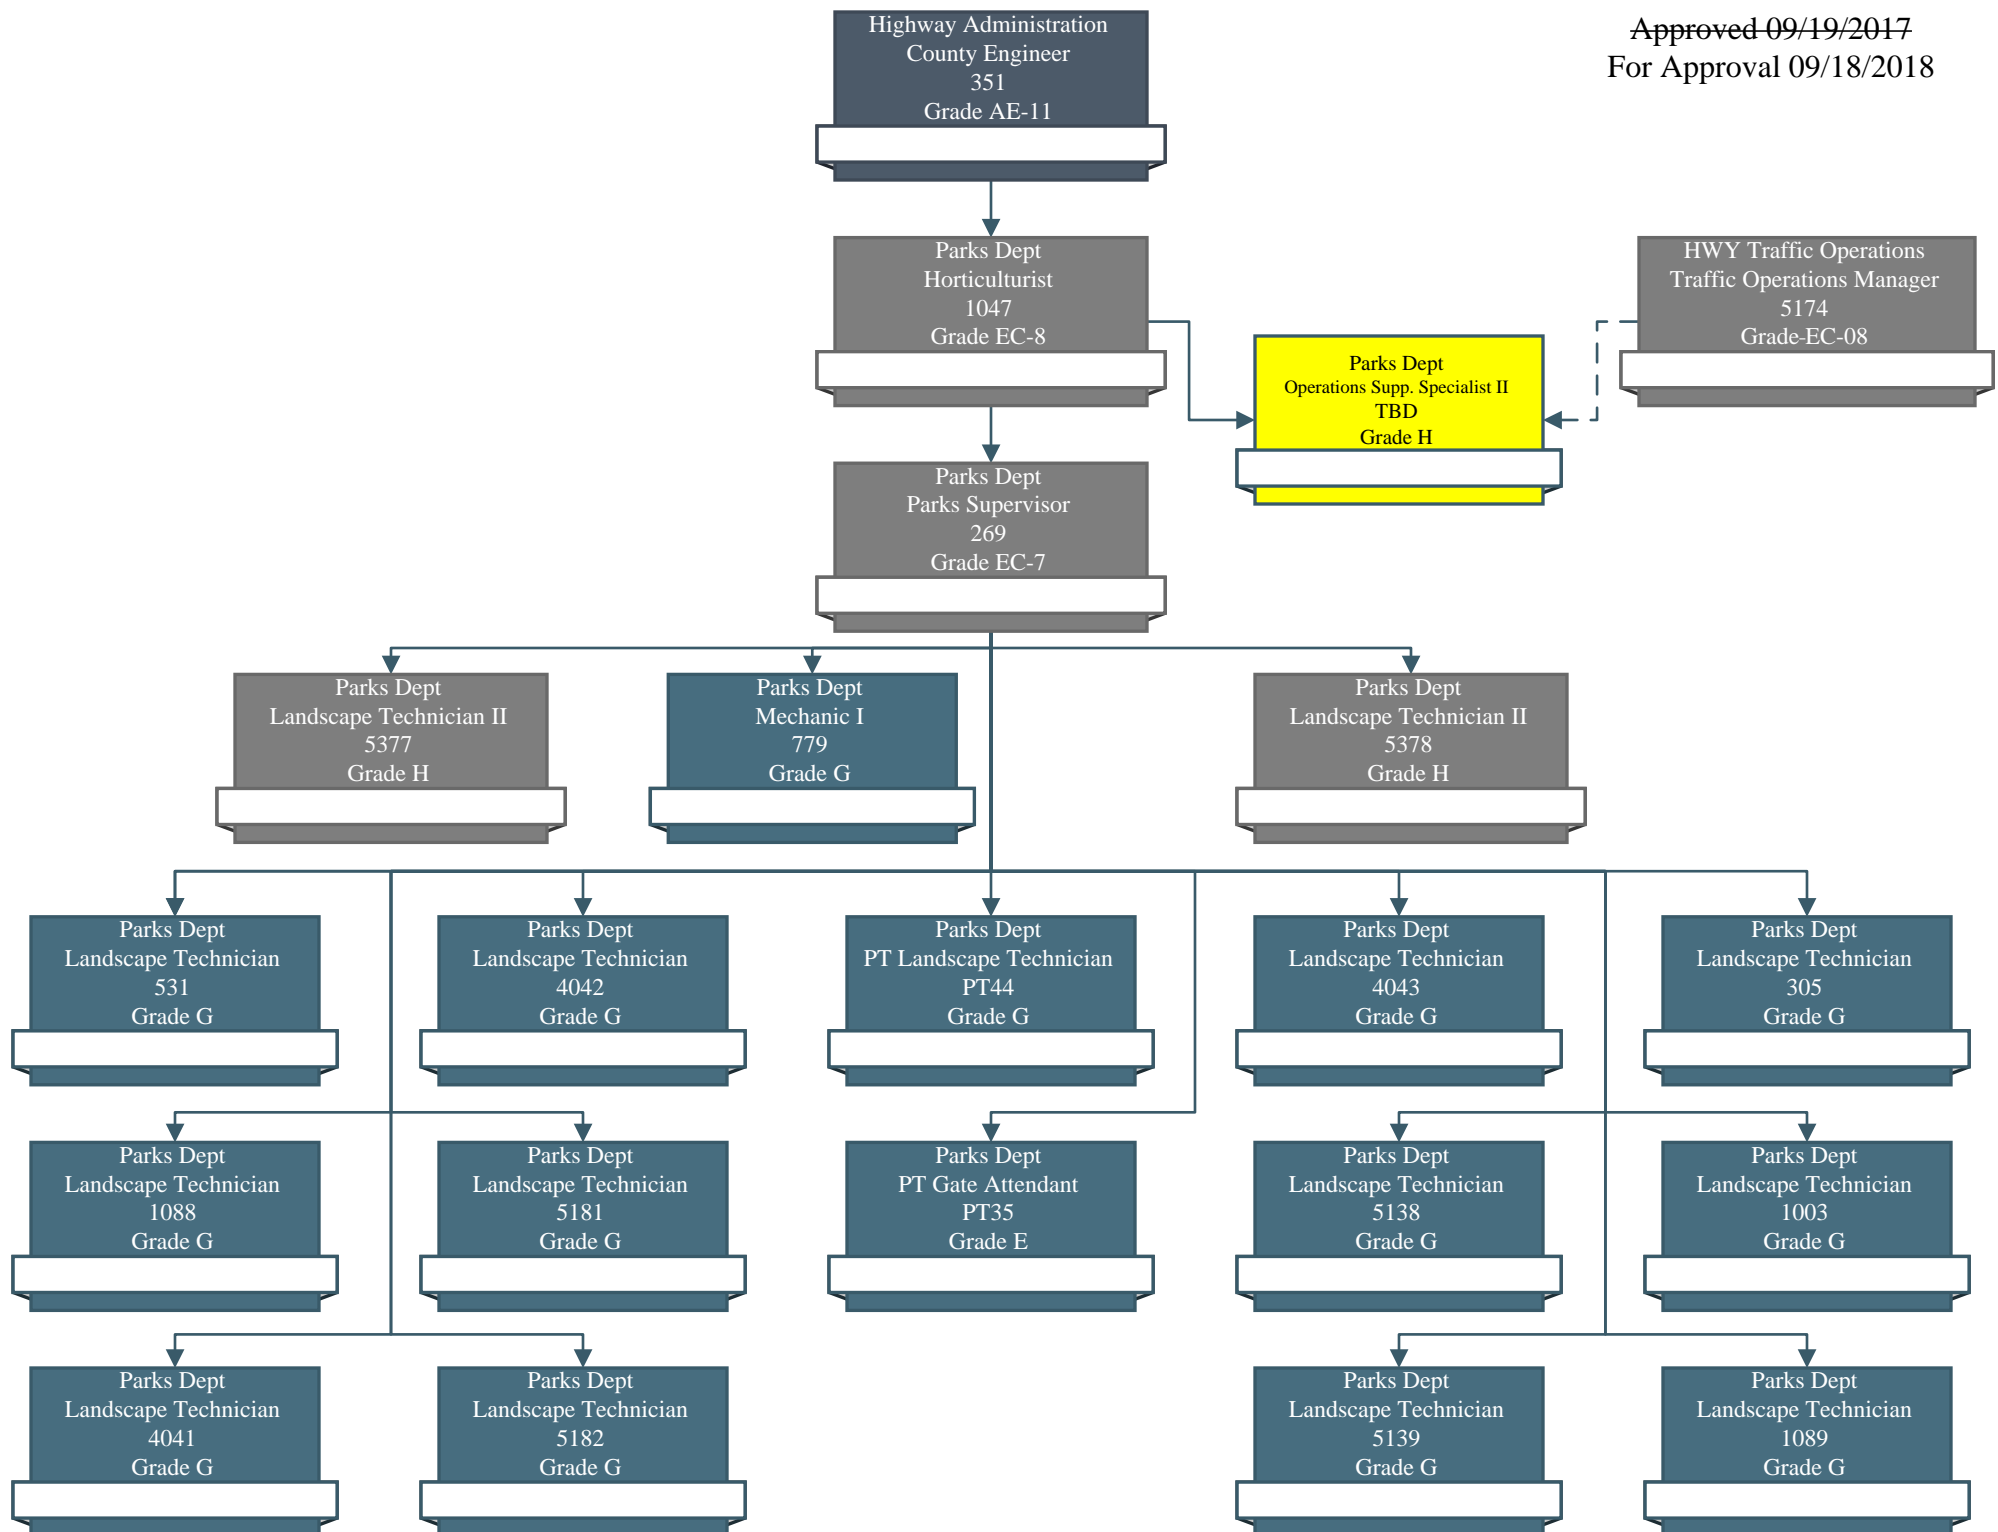 Approved 09/19/2017
For Approval 09/18/2018
Highway Administration
County Engineer
351
Grade AE-11
Parks Dept
Horticulturist
1047
Grade EC-8
HWY Traffic Operations
Traffic Operations Manager
5174
Grade-EC-08
Parks Dept
Operations Supp. Specialist II
TBD
Grade H
Parks Dept
Parks Supervisor
269
Grade EC-7
Parks Dept
Landscape Technician II
5377
Grade H
Parks Dept
Mechanic I
779
Grade G
Parks Dept
Landscape Technician II
5378
Grade H
Parks Dept
Landscape Technician
531
Grade G
Parks Dept
Landscape Technician
4042
Grade G
Parks Dept
PT Landscape Technician
PT44
Grade G
Parks Dept
Landscape Technician
4043
Grade G
Parks Dept
Landscape Technician
305
Grade G
Parks Dept
Landscape Technician
1088
Grade G
Parks Dept
Landscape Technician
5181
Grade G
Parks Dept
PT Gate Attendant
PT35
Grade E
Parks Dept
Landscape Technician
5138
Grade G
Parks Dept
Landscape Technician
1003
Grade G
Parks Dept
Landscape Technician
4041
Grade G
Parks Dept
Landscape Technician
5182
Grade G
Parks Dept
Landscape Technician
5139
Grade G
Parks Dept
Landscape Technician
1089
Grade G